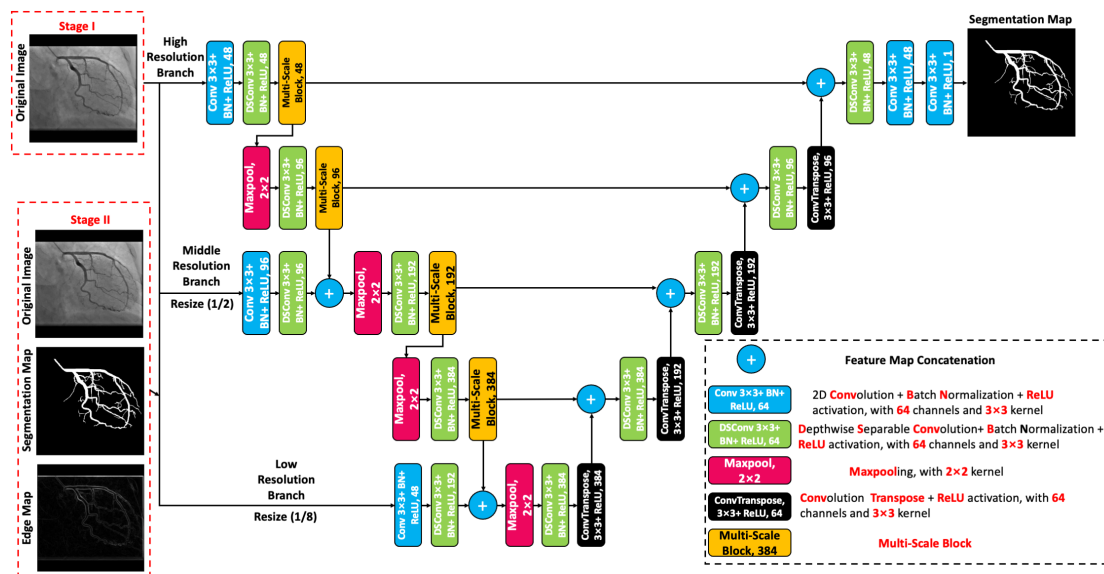 Stage I
Original Image
High
Resolution
Branch
Conv 3×3+
BN+ ReLU, 48
DSConv 3×3+
BN+ ReLU, 48
Multi-Scale
Block, 48
+
DSConv 3×3+
BN+ ReLU, 48
Conv 3×3+
BN+ ReLU, 48
Conv 3×3+
BN+ ReLU, 1
Segmentation Map
Maxpool,
2×2
DSConv 3×3+
BN+ ReLU, 96
Multi-Scale
Block, 96
+
DSConv 3×3+
BN+ ReLU, 96
ConvTranspose,
3×3+ ReLU, 96
Stage II
Original Image
Segmentation Map
Edge Map
Middle
Resolution
Branch
Resize (1/2)
Conv 3×3+
BN+ ReLU, 96
DSConv 3×3+
BN+ ReLU, 96
+
Maxpool,
2×2
DSConv 3×3+
BN+ ReLU, 192
Multi-Scale
Block, 192
+
DSConv 3×3+
BN+ ReLU, 192
ConvTranspose,
3×3+ ReLU, 192
Maxpool,
2×2
DSConv 3×3+
BN+ ReLU, 384
Multi-Scale
Block, 384
+
DSConv 3×3+
BN+ ReLU, 384
ConvTranspose,
3×3+ ReLU, 192
Low
Resolution
Branch
Resize (1/8)
Conv 3×3+ BN+
ReLU, 48
DSConv 3×3+
BN+ ReLU, 192
+
Maxpool,
2×2
DSConv 3×3+
BN+ ReLU, 384
ConvTranspose,
3×3+ ReLU, 384
+
Feature Map Concatenation
Conv 3×3+ BN+
ReLU, 64
2D Convolution + Batch Normalization + ReLU
activation, with 64 channels and 3×3 kernel
DSConv 3×3+
BN+ ReLU, 64
Depthwise Separable Convolution+ Batch Normalization +
ReLU activation, with 64 channels and 3×3 kernel
Maxpool,
2×2
Maxpooling, with 2×2 kernel
ConvTranspose,
3×3+ ReLU, 64
Convolution Transpose + ReLU activation, with 64
channels and 3×3 kernel
Multi-Scale
Block, 384
Multi-Scale Block